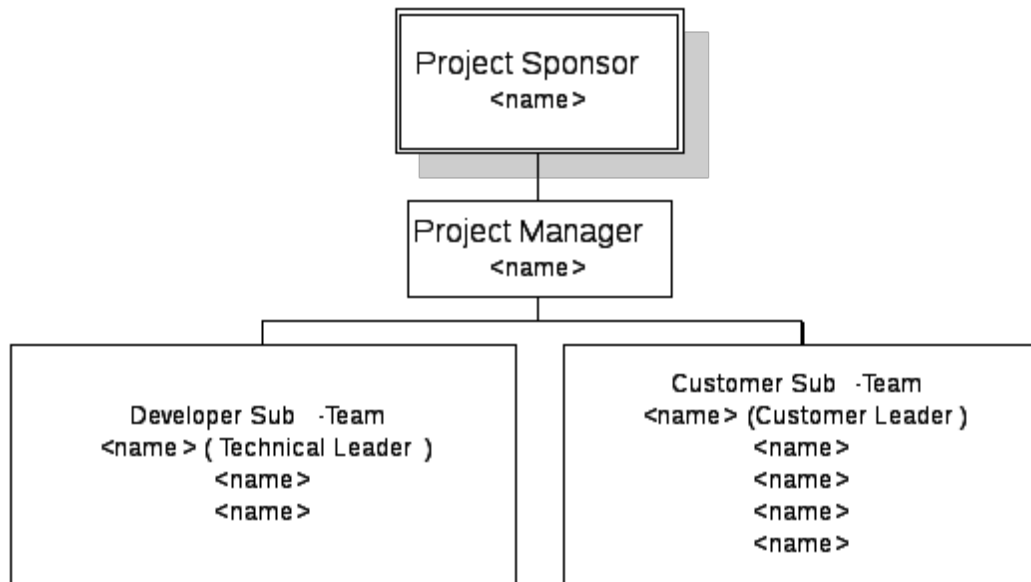 Project Sponsor
<name>
Project Manager
<name>
Developer Sub -Team
<name> ( Technical Leader )
<name>
<name>
Customer Sub -Team
<name> (Customer Leader )
<name>
<name>
<name>
<name>